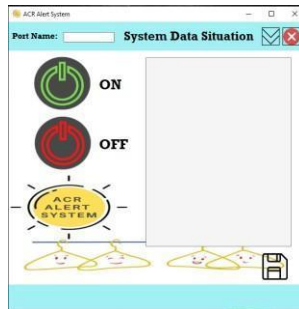 ACR Alert System
Port Name:
System Data Situation
ON
OFF
ACR
ALERT
SYSTEM